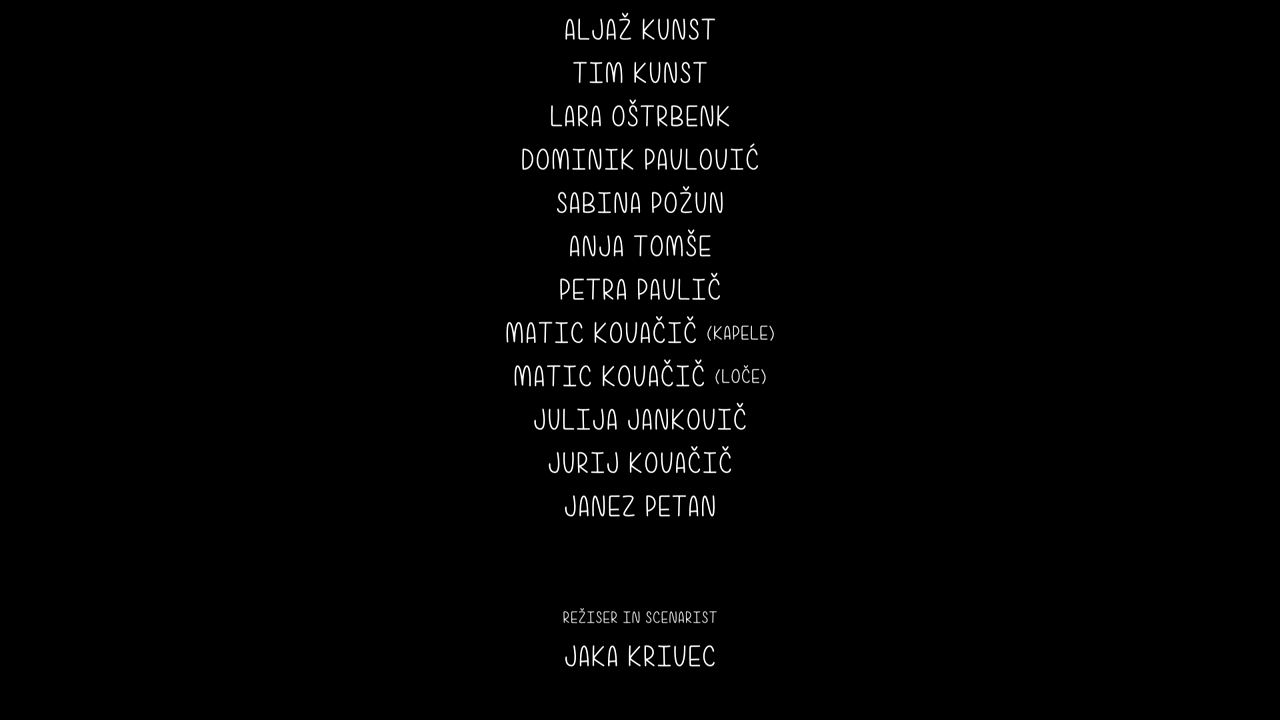 ALJAŽ KUNST
TIM KUNST
LARA OŠTRBENK
DOMINIK PAVLOVIĆ
SABINA POŽUN
ANJA TOMŠE
PETRA PAVLIČ
MATIC KOVAČIČ (KAPELE)
MATIC KOVAČIČ (LOČE)
JULIJA JANKOVIČ
JURIJ KOVAČIČ
JANEZ PETAN
REŽISER IN SCENARIST
JAKA KRIVEC